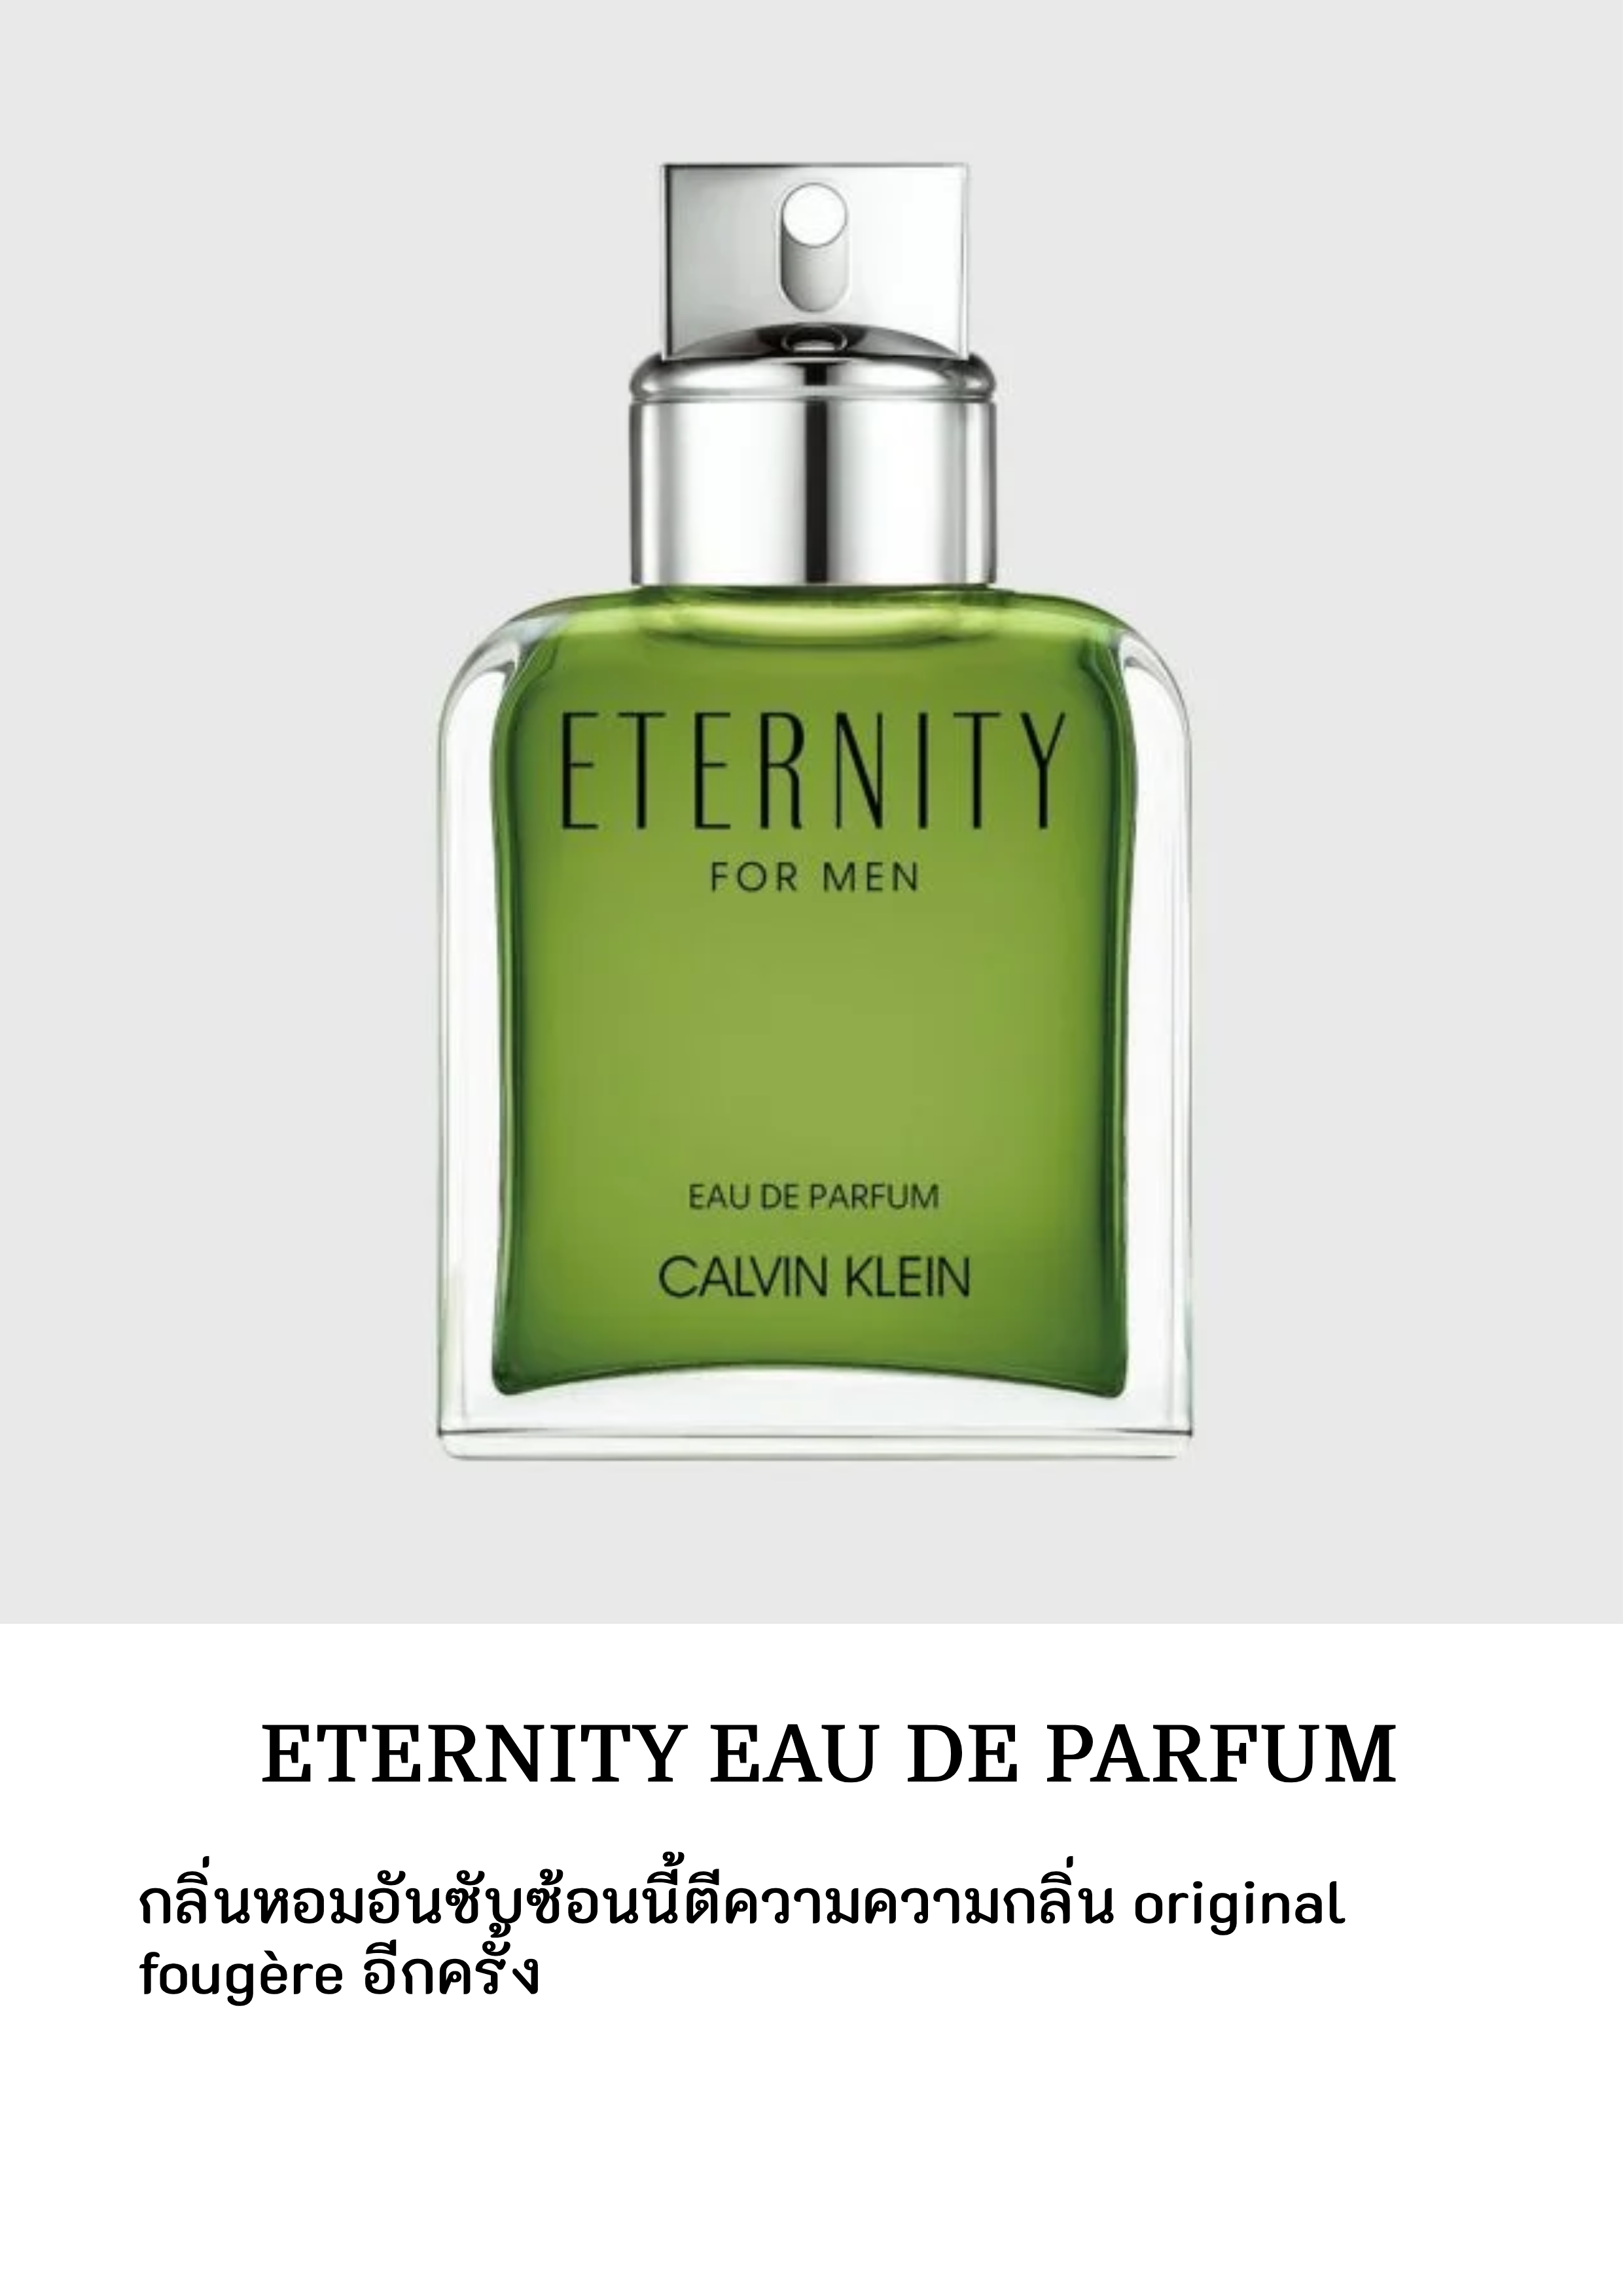 ETERNITY
FOR MEN
EAU DE PARFUM
CALVIN KLEIN
ETERNITY EAU DE PARFUM
กลิ่นหอมอันซับซ้อนนี้ตีความความกลิ่น original
fougère อีกครั้ง